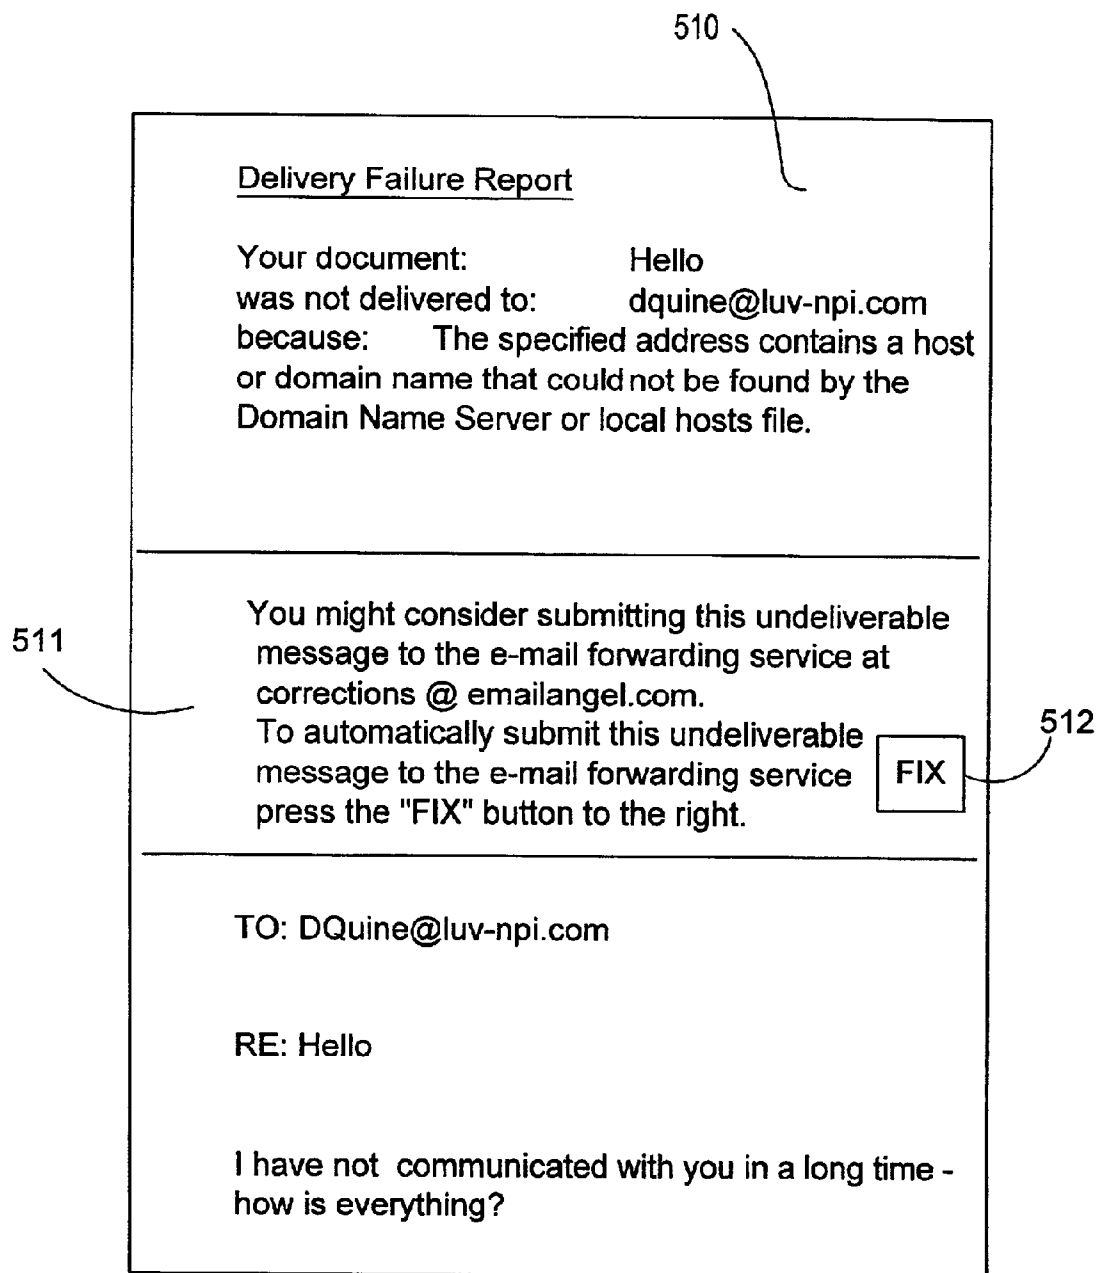 510
Delivery Failure Report
Your document: Hello
was not delivered to: dquine@luv-npi.com
because: The specified address contains a host
or domain name that could not be found by the
Domain Name Server or local hosts file.
511
You might consider submitting this undeliverable
message to the e-mail forwarding service at
corrections @ emailangel.com.
To automatically submit this undeliverable
message to the e-mail forwarding service
press the "FIX" button to the right.
FIX
512
TO: DQuine@luv-npi.com
RE: Hello
I have not communicated with you in a long time -
how is everything?